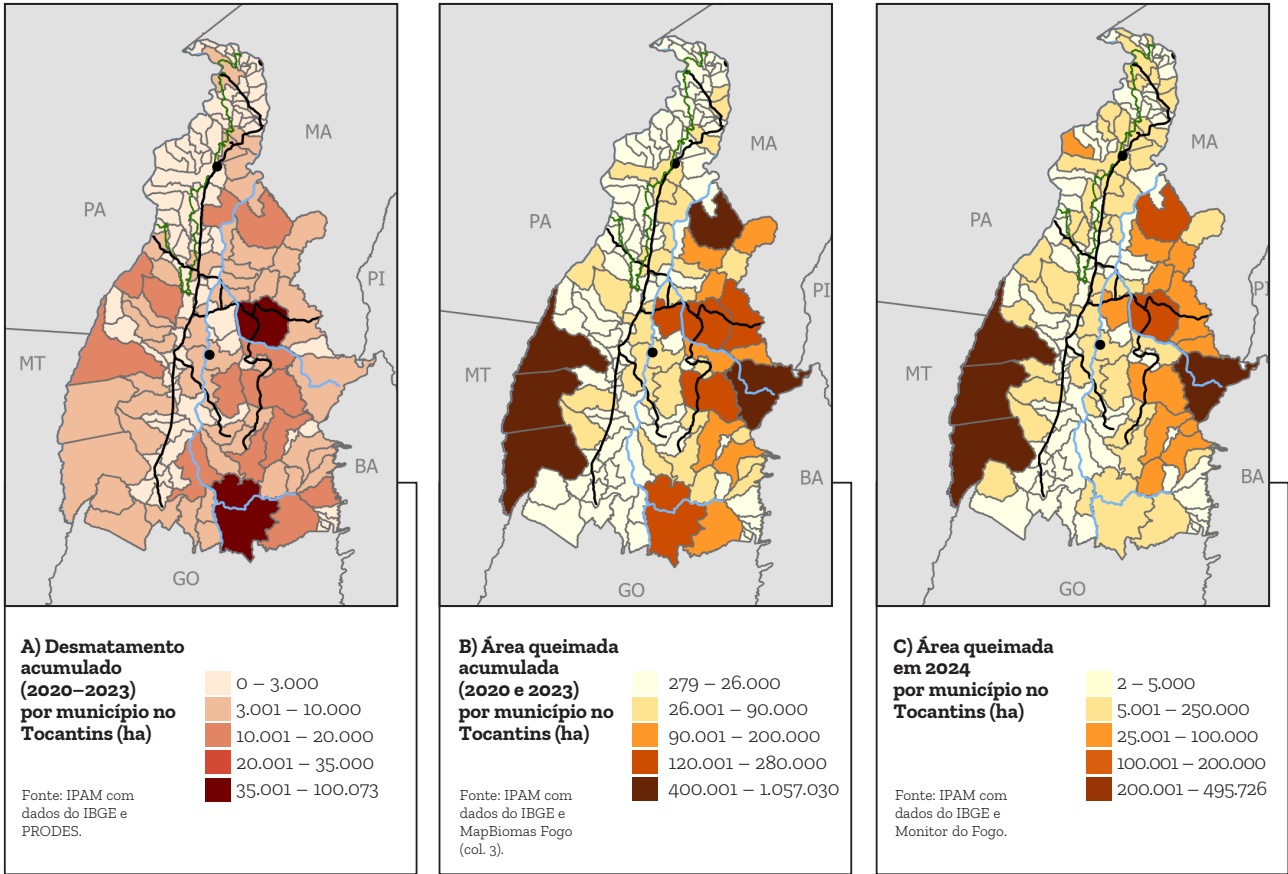 MA
PA
PI
MT
BA
GO
A) Desmatamento
acumulado
(2020–2023)
por município no
Tocantins (ha)
0 – 3.000
3.001 – 10.000
10.001 – 20.000
20.001 – 35.000
35.001 – 100.073
Fonte: IPAM com
dados do IBGE e
PRODES.
MA
PA
PI
MT
BA
GO
B) Área queimada
acumulada
(2020 e 2023)
por município no
Tocantins (ha)
279 – 26.000
26.001 – 90.000
90.001 – 200.000
120.001 – 280.000
400.001 – 1.057.030
Fonte: IPAM com
dados do IBGE e
MapBiomas Fogo
(col. 3).
MA
PA
PI
MT
BA
GO
C) Área queimada
em 2024
por município no
Tocantins (ha)
2 – 5.000
5.001 – 250.000
25.001 – 100.000
100.001 – 200.000
200.001 – 495.726
Fonte: IPAM com
dados do IBGE e
Monitor do Fogo.